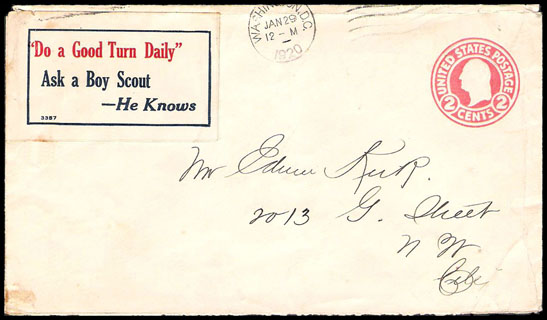 "Do a Good Turn Daily"
Ask a Boy Scout
—He Knows
3387
WASHINGTON, D.C.
JAN 29
12 - M
1920
UNITED STATES POSTAGE
2 CENTS 2
Mr Edwin Kirk.
2013 G. Street
N W
City